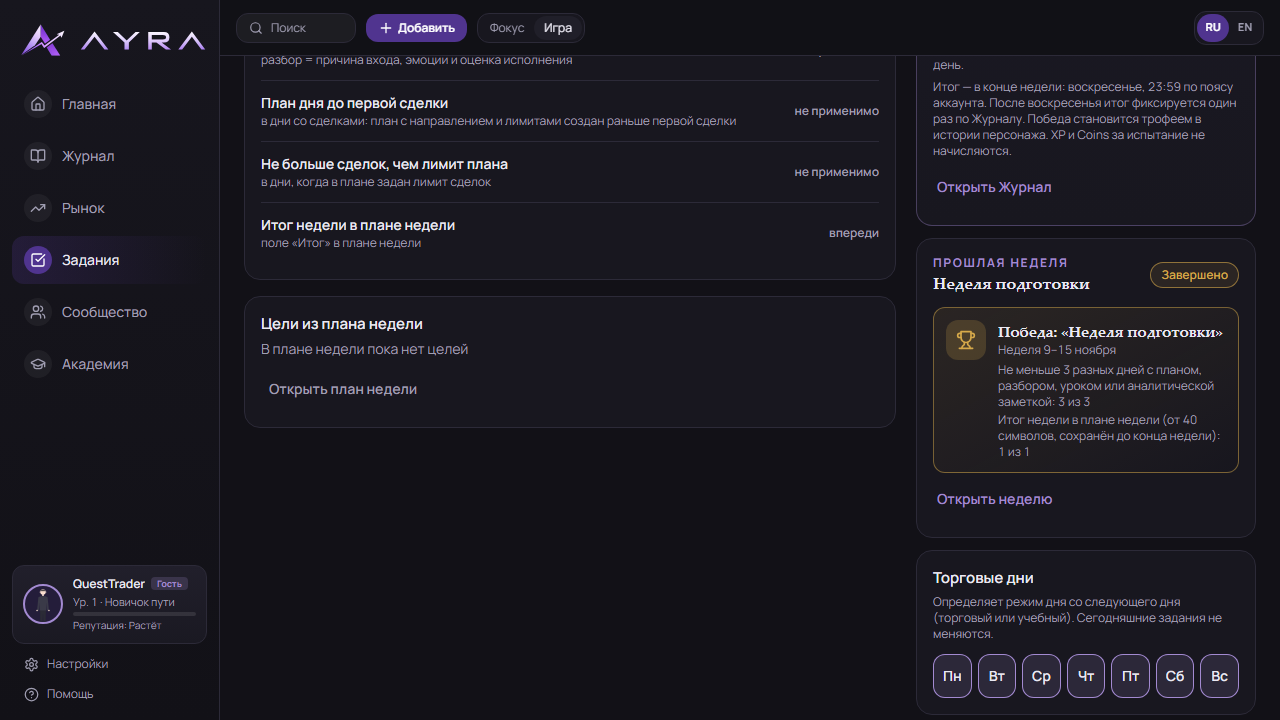 AYRA
Поиск
Добавить
Фокус
Игра
RU
EN
Главная
Журнал
Рынок
Задания
Сообщество
Академия
QuestTrader
Гость
Ур. 1 · Новичок пути
Репутация: Растёт
Настройки
Помощь
разбор = причина входа, эмоции и оценка исполнения
План дня до первой сделки
в дни со сделками: план с направлением и лимитами создан раньше первой сделки
не применимо
Не больше сделок, чем лимит плана
в дни, когда в плане задан лимит сделок
не применимо
Итог недели в плане недели
поле «Итог» в плане недели
впереди
Цели из плана недели
В плане недели пока нет целей
Открыть план недели
день.
Итог — в конце недели: воскресенье, 23:59 по поясу
аккаунта. После воскресенья итог фиксируется один
раз по Журналу. Победа становится трофеем в
истории персонажа. XP и Coins за испытание не
начисляются.
Открыть Журнал
ПРОШЛАЯ НЕДЕЛЯ
Неделя подготовки
Завершено
Победа: «Неделя подготовки»
Неделя 9–15 ноября
Не меньше 3 разных дней с планом,
разбором, уроком или аналитической
заметкой: 3 из 3
Итог недели в плане недели (от 40
символов, сохранён до конца недели):
1 из 1
Открыть неделю
Торговые дни
Определяет режим дня со следующего дня
(торговый или учебный). Сегодняшние задания не
меняются.
Пн
Вт
Ср
Чт
Пт
Сб
Вс